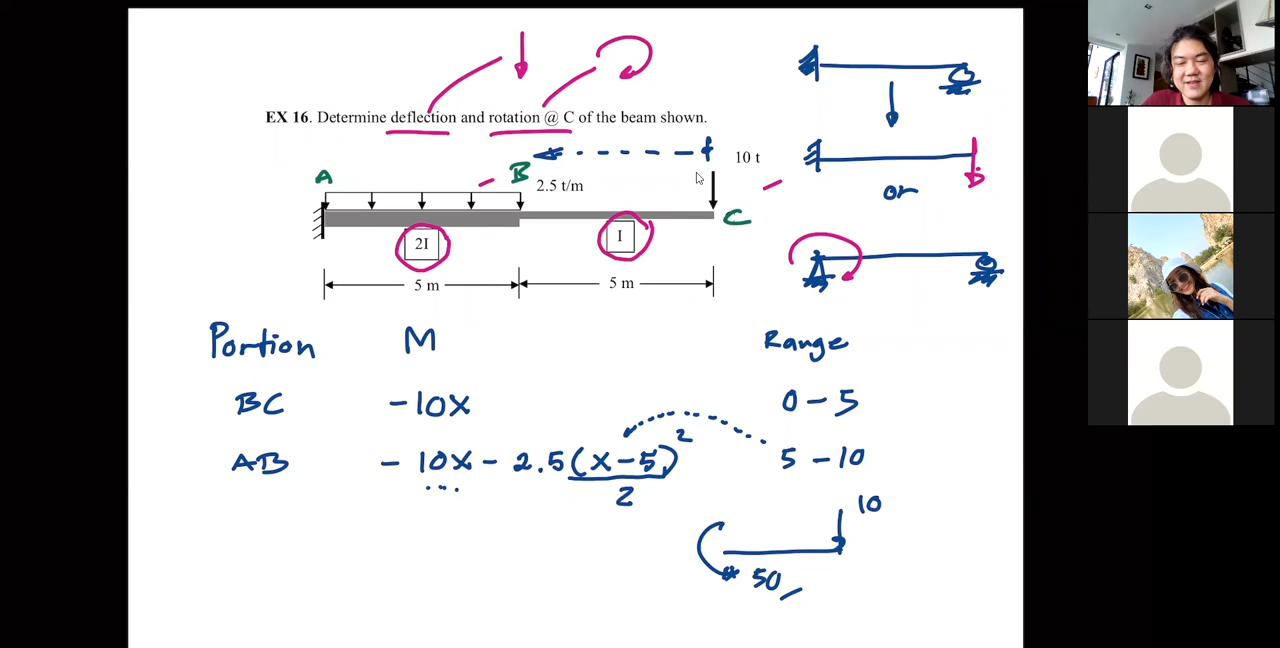 EX 16. Determine deflection and rotation @ C of the beam shown.
A
B
10 t
2.5 t/m
C
2I
I
5 m
5 m
or
Portion M Range
BC -10x 0 - 5
AB - 10x - 2.5(x-5)² 5 - 10
2
10
50